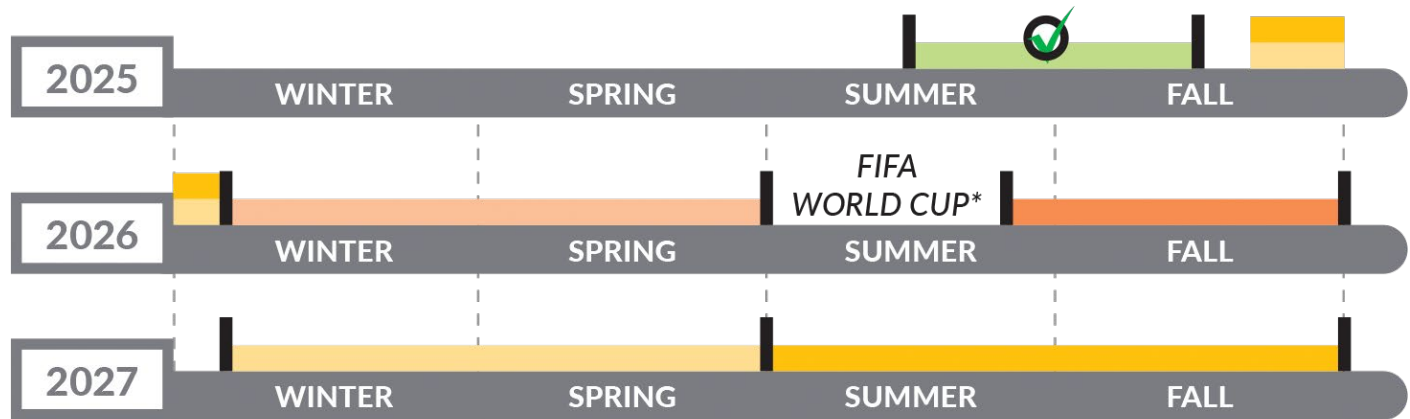 2025
WINTER SPRING SUMMER FALL
FIFA
WORLD CUP*
2026
WINTER SPRING SUMMER FALL
2027
WINTER SPRING SUMMER FALL